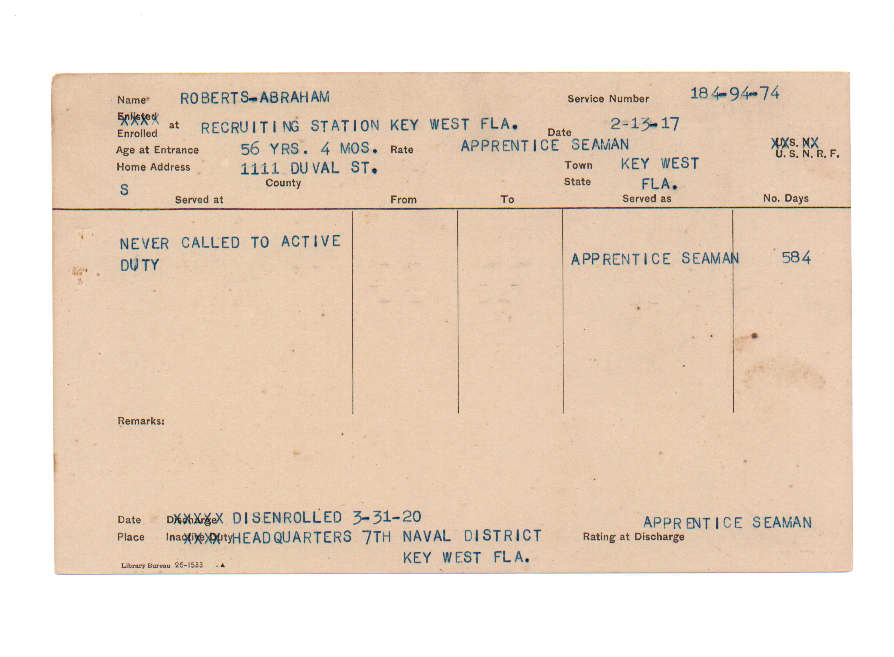 Name ROBERTS-ABRAHAM Service Number 184-94-74
Enlisted
Enrolled at RECRUITING STATION KEY WEST FLA. Date 2-13-17
Age at Entrance 56 YRS. 4 MOS. Rate APPRENTICE SEAMAN U.S.N.
U. S. N. R. F.
Home Address 1111 DUVAL ST. Town KEY WEST
S County State FLA.
Served at From To Served as No. Days
NEVER CALLED TO ACTIVE
DUTY APPRENTICE SEAMAN 584
Remarks:
Date Discharge XXXXX DISENROLLED 3-31-20 APPRENTICE SEAMAN
Place Inactive Duty HEADQUARTERS 7TH NAVAL DISTRICT Rating at Discharge
KEY WEST FLA.
Library Bureau 26-1533